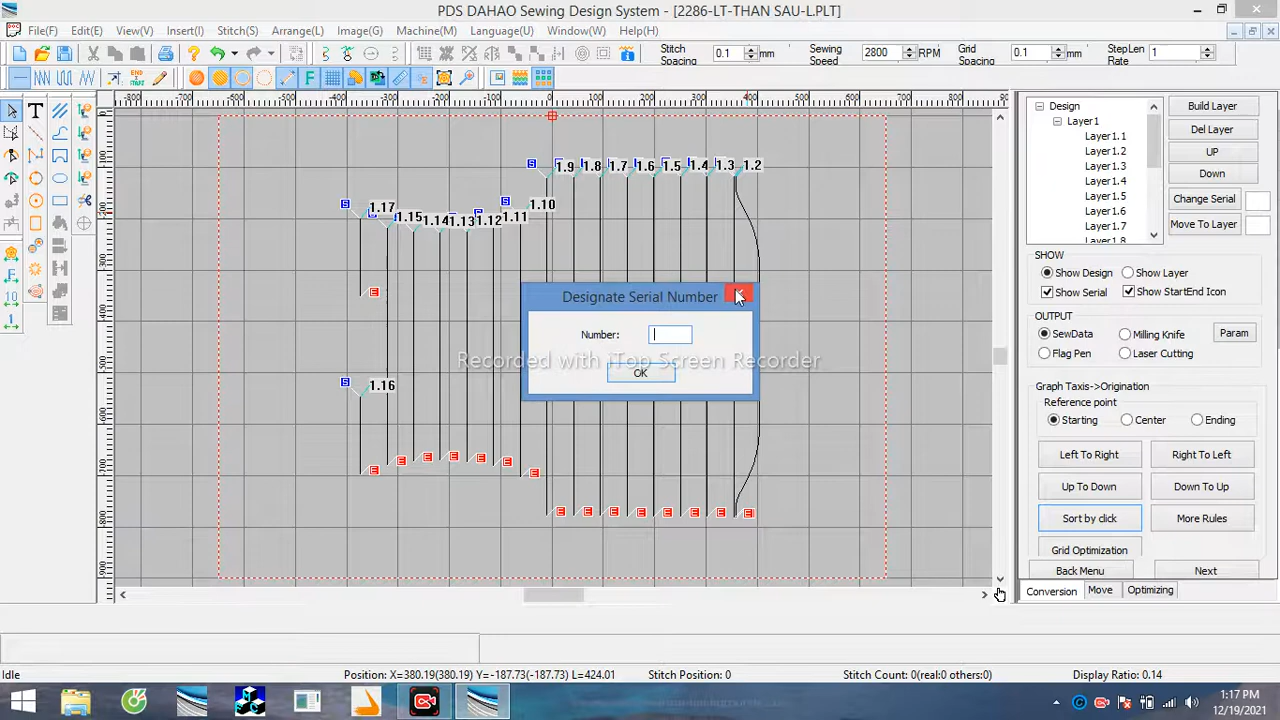 PDS DAHAO Sewing Design System - [2286-LT-THAN SAU-L.PLT]
File(F) Edit(E) View(V) Insert(I) Stitch(S) Arrange(L) Image(G) Machine(M) Language(U) Window(W) Help(H)
Stitch Spacing 0.1 mm Sewing Speed 2800 RPM Grid Spacing 0.1 mm StepLen Rate 1
Design
Layer1
Layer1.1
Layer1.2
Layer1.3
Layer1.4
Layer1.5
Layer1.6
Layer1.7
Layer1.8
Build Layer
Del Layer
UP
Down
Change Serial
Move To Layer
1.9 1.8 1.7 1.6 1.5 1.4 1.3 1.2
1.17 1.15 1.14 1.13 1.12 1.11 1.10
1.16
Designate Serial Number
Number:
OK
Recorded with iTop Screen Recorder
SHOW
Show Design Show Layer
Show Serial Show StartEnd Icon
OUTPUT
SewData Milling Knife Param
Flag Pen Laser Cutting
Graph Taxis->Origination
Reference point
Starting Center Ending
Left To Right Right To Left
Up To Down Down To Up
Sort by click More Rules
Grid Optimization
Back Menu Next
Conversion Move Optimizing
Idle Position: X=380.19(380.19) Y=-187.73(-187.73) L=424.01 Stitch Position: 0 Stitch Count: 0(real:0 others:0) Display Ratio: 0.14
1:17 PM
12/19/2021